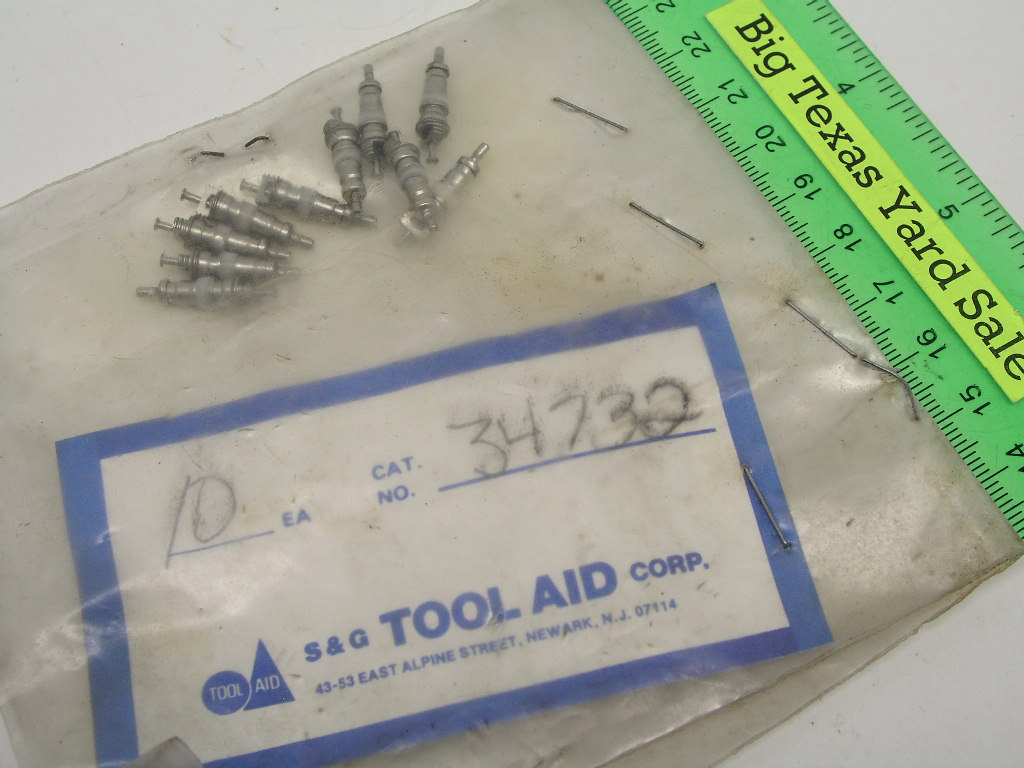 Big Texas Yard Sale
4
5
22
21
20
19
18
17
16
15
14
10 EA
CAT. NO. 34732
S&G TOOL AID CORP.
43-53 EAST ALPINE STREET, NEWARK, N.J. 07114
TOOL AID